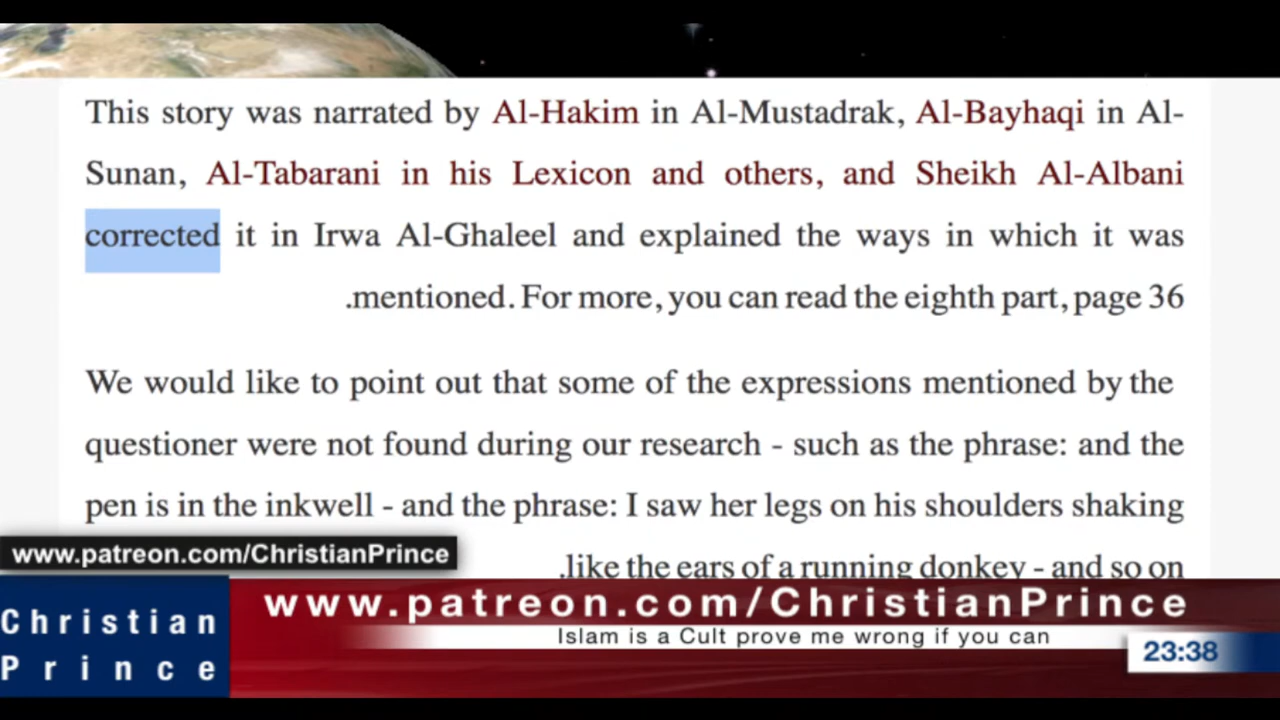 This story was narrated by Al-Hakim in Al-Mustadrak, Al-Bayhaqi in Al-
Sunan, Al-Tabarani in his Lexicon and others, and Sheikh Al-Albani
corrected it in Irwa Al-Ghaleel and explained the ways in which it was
.mentioned. For more, you can read the eighth part, page 36
We would like to point out that some of the expressions mentioned by the
questioner were not found during our research - such as the phrase: and the
pen is in the inkwell - and the phrase: I saw her legs on his shoulders shaking
.like the ears of a running donkey - and so on
www.patreon.com/ChristianPrince
Christian
Prince
www.patreon.com/ChristianPrince
Islam is a Cult prove me wrong if you can
23:38